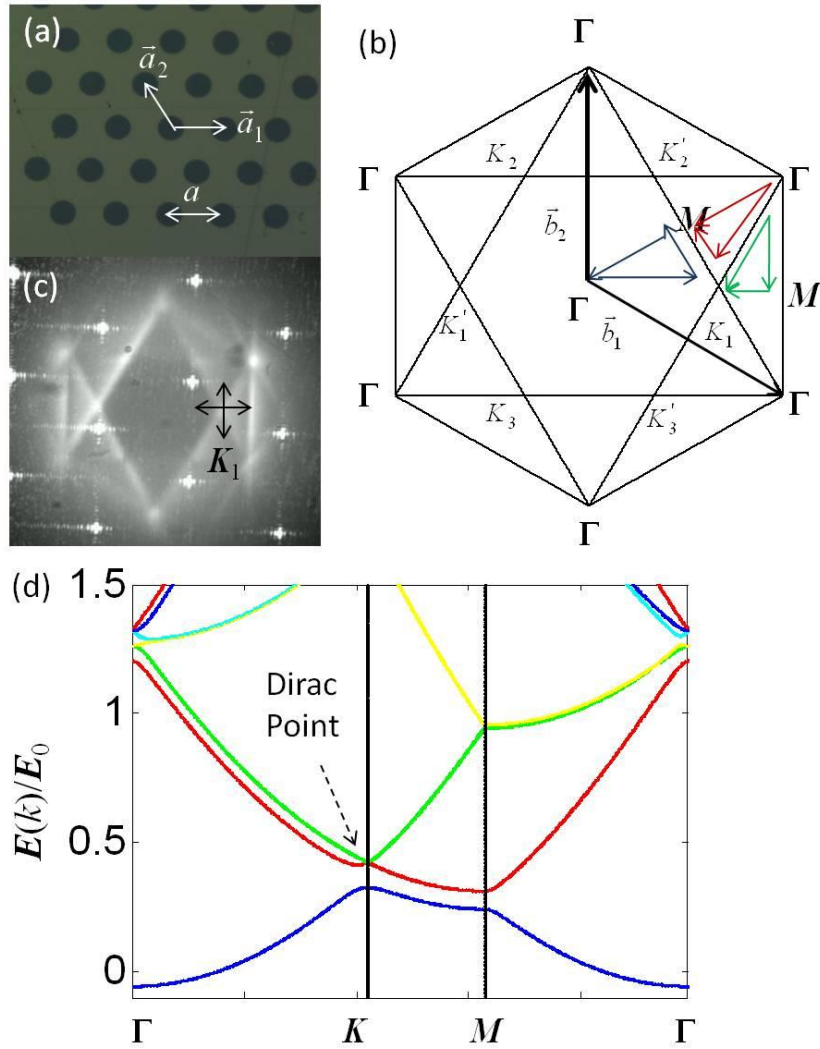 (a)
a⃗₂
a⃗₁
a
(b)
Γ
K₂
K₂'
Γ
Γ
M
b⃗₂
M
Γ
K₁'
b⃗₁
K₁
Γ
Γ
K₃
K₃'
Γ
(c)
K₁
(d)
1.5
1
0.5
0
E(k)/E₀
Dirac
Point
Γ
K
M
Γ